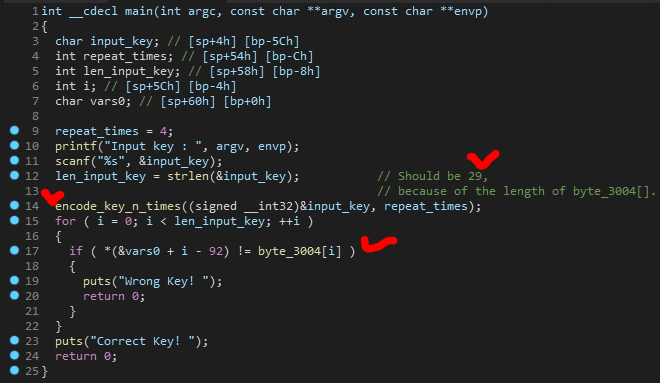 1 int __cdecl main(int argc, const char **argv, const char **envp)
2 {
3 char input_key; // [sp+4h] [bp-5Ch]
4 int repeat_times; // [sp+54h] [bp-Ch]
5 int len_input_key; // [sp+58h] [bp-8h]
6 int i; // [sp+5Ch] [bp-4h]
7 char vars0; // [sp+60h] [bp+0h]
8
9 repeat_times = 4;
10 printf("Input key : ", argv, envp);
11 scanf("%s", &input_key);
12 len_input_key = strlen(&input_key); // Should be 29,
13 // because of the length of byte_3004[].
14 encode_key_n_times((signed __int32)&input_key, repeat_times);
15 for ( i = 0; i < len_input_key; ++i )
16 {
17 if ( *(&vars0 + i - 92) != byte_3004[i] )
18 {
19 puts("Wrong Key! ");
20 return 0;
21 }
22 }
23 puts("Correct Key! ");
24 return 0;
25 }